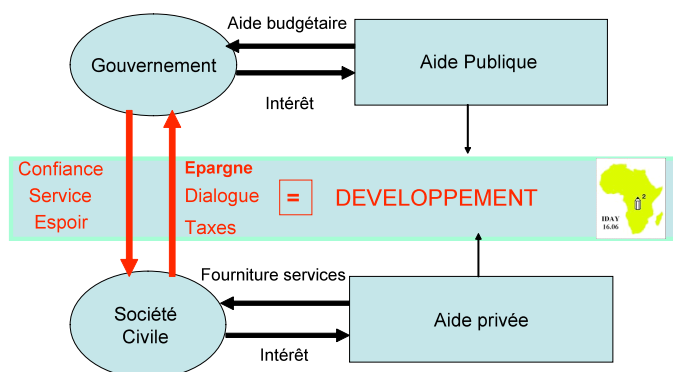 Aide budgétaire
Gouvernement
Aide Publique
Intérêt
Confiance
Service
Espoir
Epargne
Dialogue
Taxes
=
DEVELOPPEMENT
2
IDAY
16.06
Fourniture services
Société
Civile
Aide privée
Intérêt